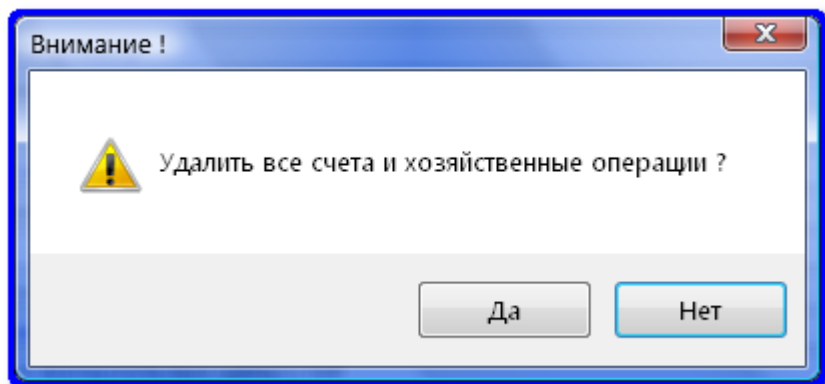 Внимание !
Удалить все счета и хозяйственные операции ?
Да
Нет